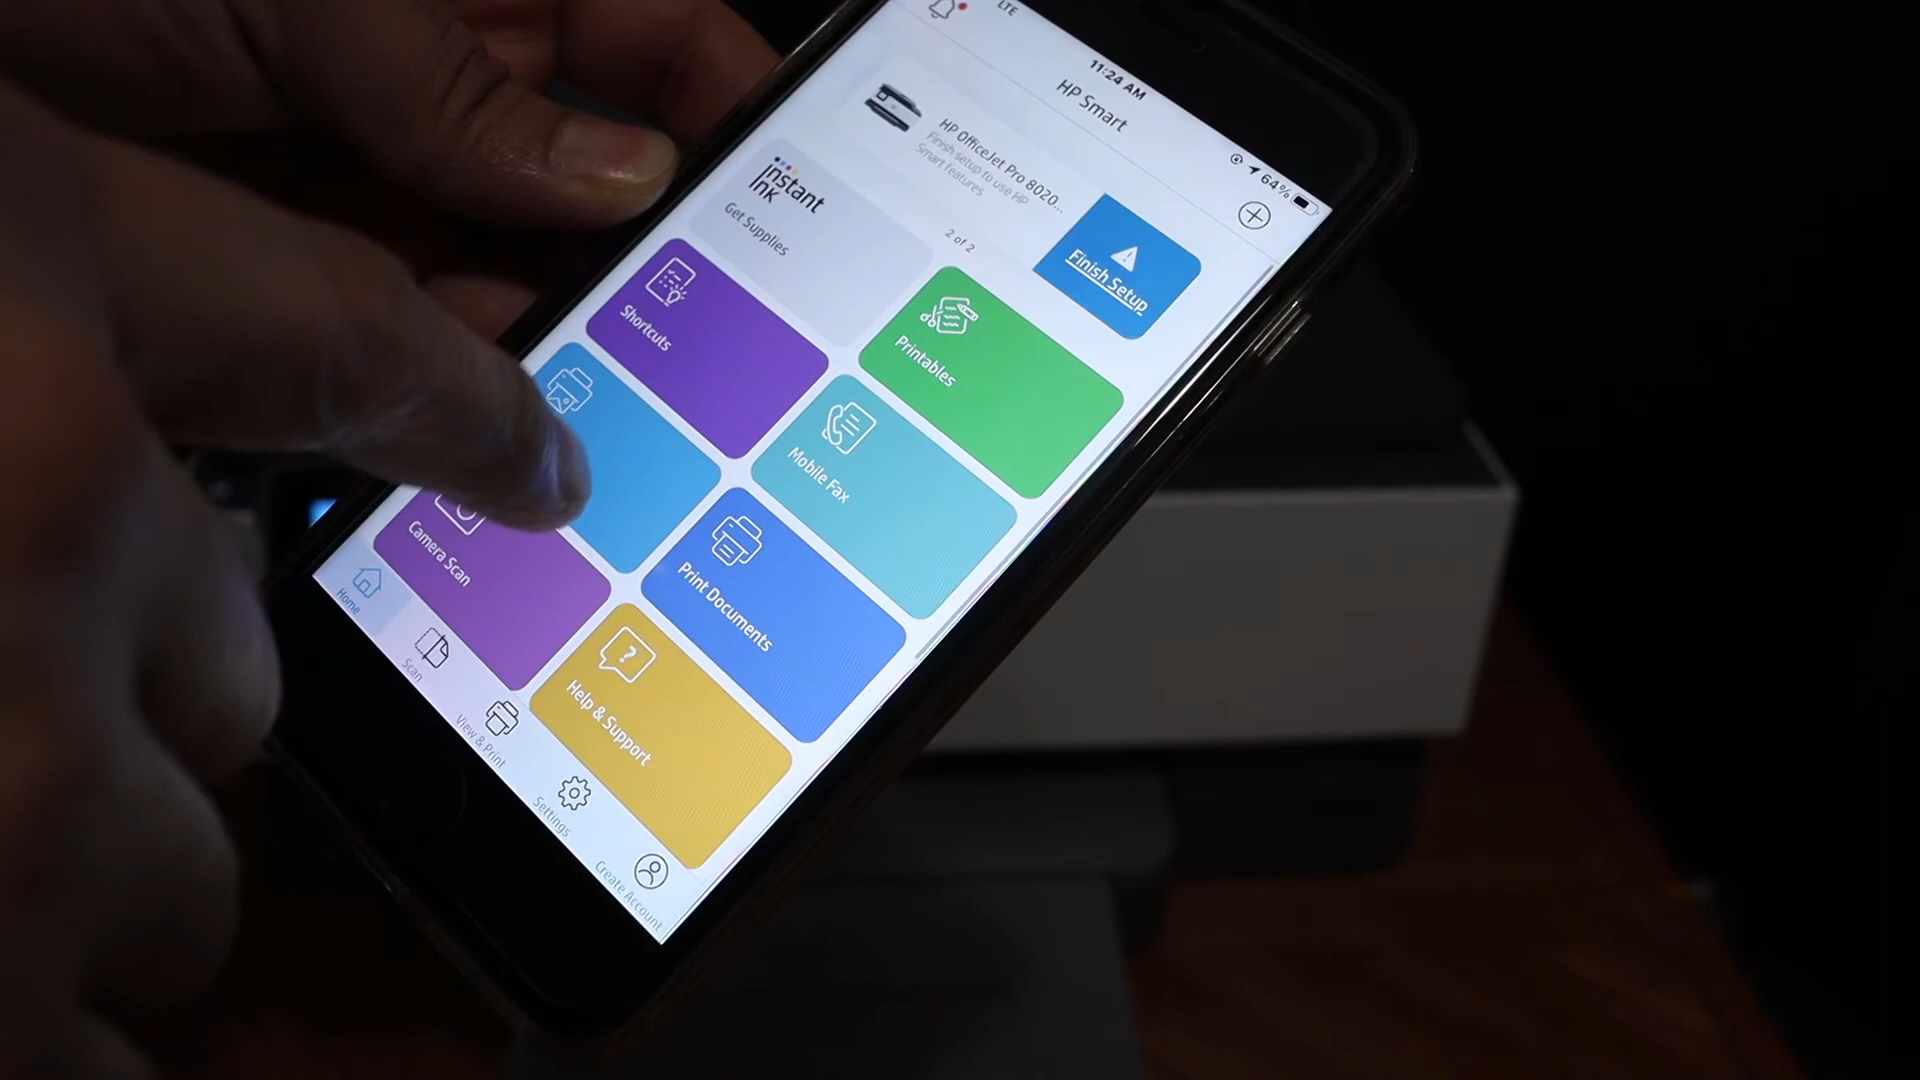 LTE
11:24 AM
64%
HP Smart
HP OfficeJet Pro 8020...
Finish setup to use HP
Smart features
Finish Setup
2 of 2
Instant
Ink
Get Supplies
Printables
Shortcuts
Mobile Fax
Print Documents
Camera Scan
Help & Support
Home
Scan
View & Print
Settings
Create Account